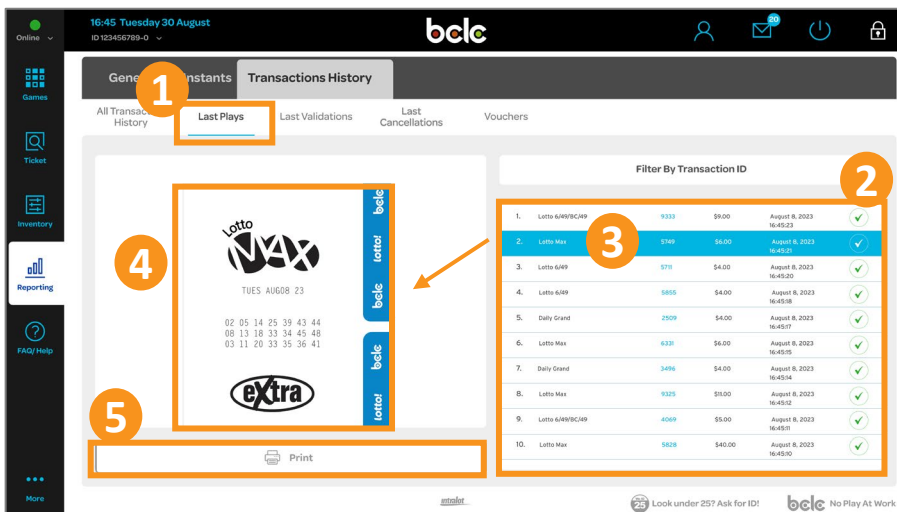 Online
16:45 Tuesday 30 August
ID 123456789-0
bclc
20
Games
Ticket
Inventory
Reporting
FAQ/Help
More
Instants
Transactions History
1
History
Last Plays
Last Validations
Last
Cancellations
Vouchers
Filter By Transaction ID
2
3
4
5
Lotto
MAX
TUES AUG08 23
02 05 14 25 39 43 44
08 13 18 33 34 45 48
03 11 20 33 35 36 41
extra
bclc
lotto!
bclc
bclc
lotto!
Print
1. Lotto 6/49/BC/49 9333 $9.00 August 8, 2023
16:45:23
2. Lotto Max 5749 $6.00 August 8, 2023
16:45:21
3. Lotto 6/49 5711 $4.00 August 8, 2023
16:45:20
4. Lotto 6/49 5855 $4.00 August 8, 2023
16:45:18
5. Daily Grand 2509 $4.00 August 8, 2023
16:45:17
6. Lotto Max 6331 $6.00 August 8, 2023
16:45:15
7. Daily Grand 3496 $4.00 August 8, 2023
16:45:14
8. Lotto Max 9325 $11.00 August 8, 2023
16:45:12
9. Lotto 6/49/BC/49 4069 $5.00 August 8, 2023
16:45:11
10. Lotto Max 5828 $40.00 August 8, 2023
16:45:10
intralot
25 Look under 25? Ask for ID!
bclc No Play At Work